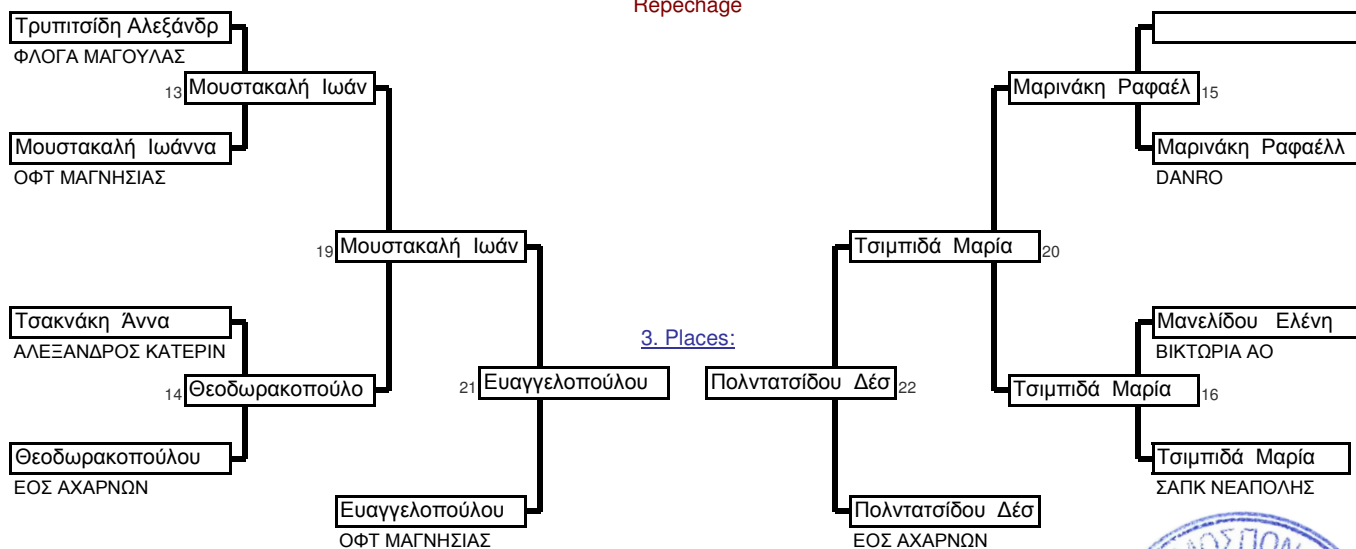 Repechage
Τρυπιτσίδη Αλεξάνδρ
ΦΛΟΓΑ ΜΑΓΟΥΛΑΣ
13 Μουστακαλή Ιωάν
Μαρινάκη Ραφαέλ 15
Μουστακαλή Ιωάννα
ΟΦΤ ΜΑΓΝΗΣΙΑΣ
Μαρινάκη Ραφαέλλ
DANRO
19 Μουστακαλή Ιωάν
Τσιμπιδά Μαρία 20
Τσακνάκη Άννα
ΑΛΕΞΑΝΔΡΟΣ ΚΑΤΕΡΙΝ
3. Places:
Μανελίδου Ελένη
ΒΙΚΤΩΡΙΑ ΑΟ
14 Θεοδωρακοπούλο
21 Ευαγγελοπούλου
Πολντατσίδου Δέσ 22
Τσιμπιδά Μαρία 16
Θεοδωρακοπούλου
ΕΟΣ ΑΧΑΡΝΩΝ
Τσιμπιδά Μαρία
ΣΑΠΚ ΝΕΑΠΟΛΗΣ
Ευαγγελοπούλου
ΟΦΤ ΜΑΓΝΗΣΙΑΣ
Πολντατσίδου Δέσ
ΕΟΣ ΑΧΑΡΝΩΝ